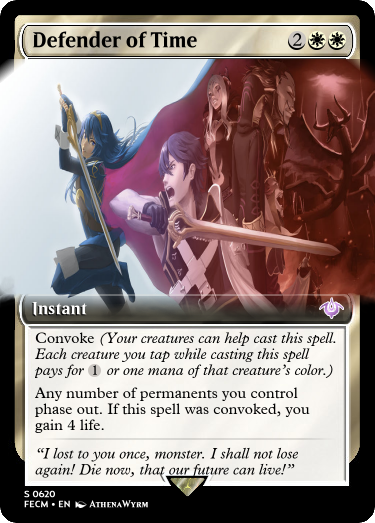 Defender of Time 2
Instant
Convoke (Your creatures can help cast this spell.
Each creature you tap while casting this spell
pays for 1 or one mana of that creature's color.)
Any number of permanents you control
phase out. If this spell was convoked, you
gain 4 life.
“I lost to you once, monster. I shall not lose
again! Die now, that our future can live!”
S 0620
FECM • EN AthenaWyrm